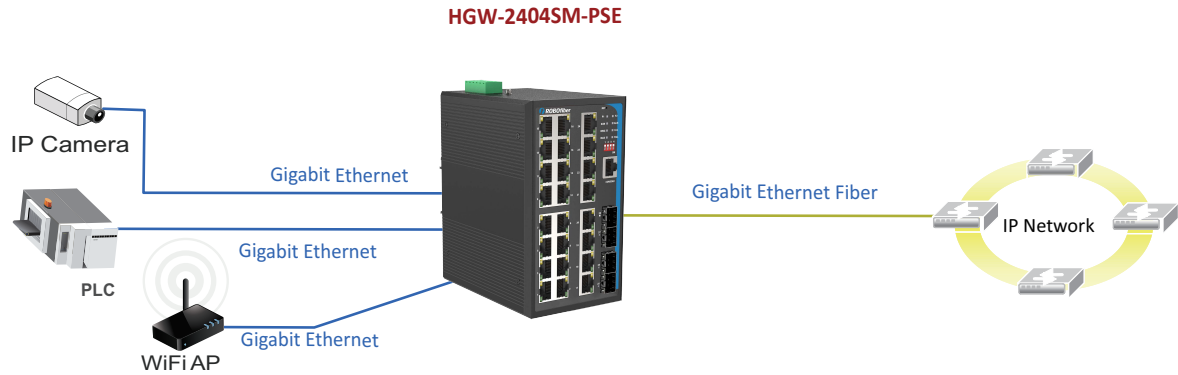 HGW-2404SM-PSE
ROBOfiber
IP Camera
Gigabit Ethernet
Gigabit Ethernet Fiber
IP Network
Gigabit Ethernet
PLC
Gigabit Ethernet
WiFi AP